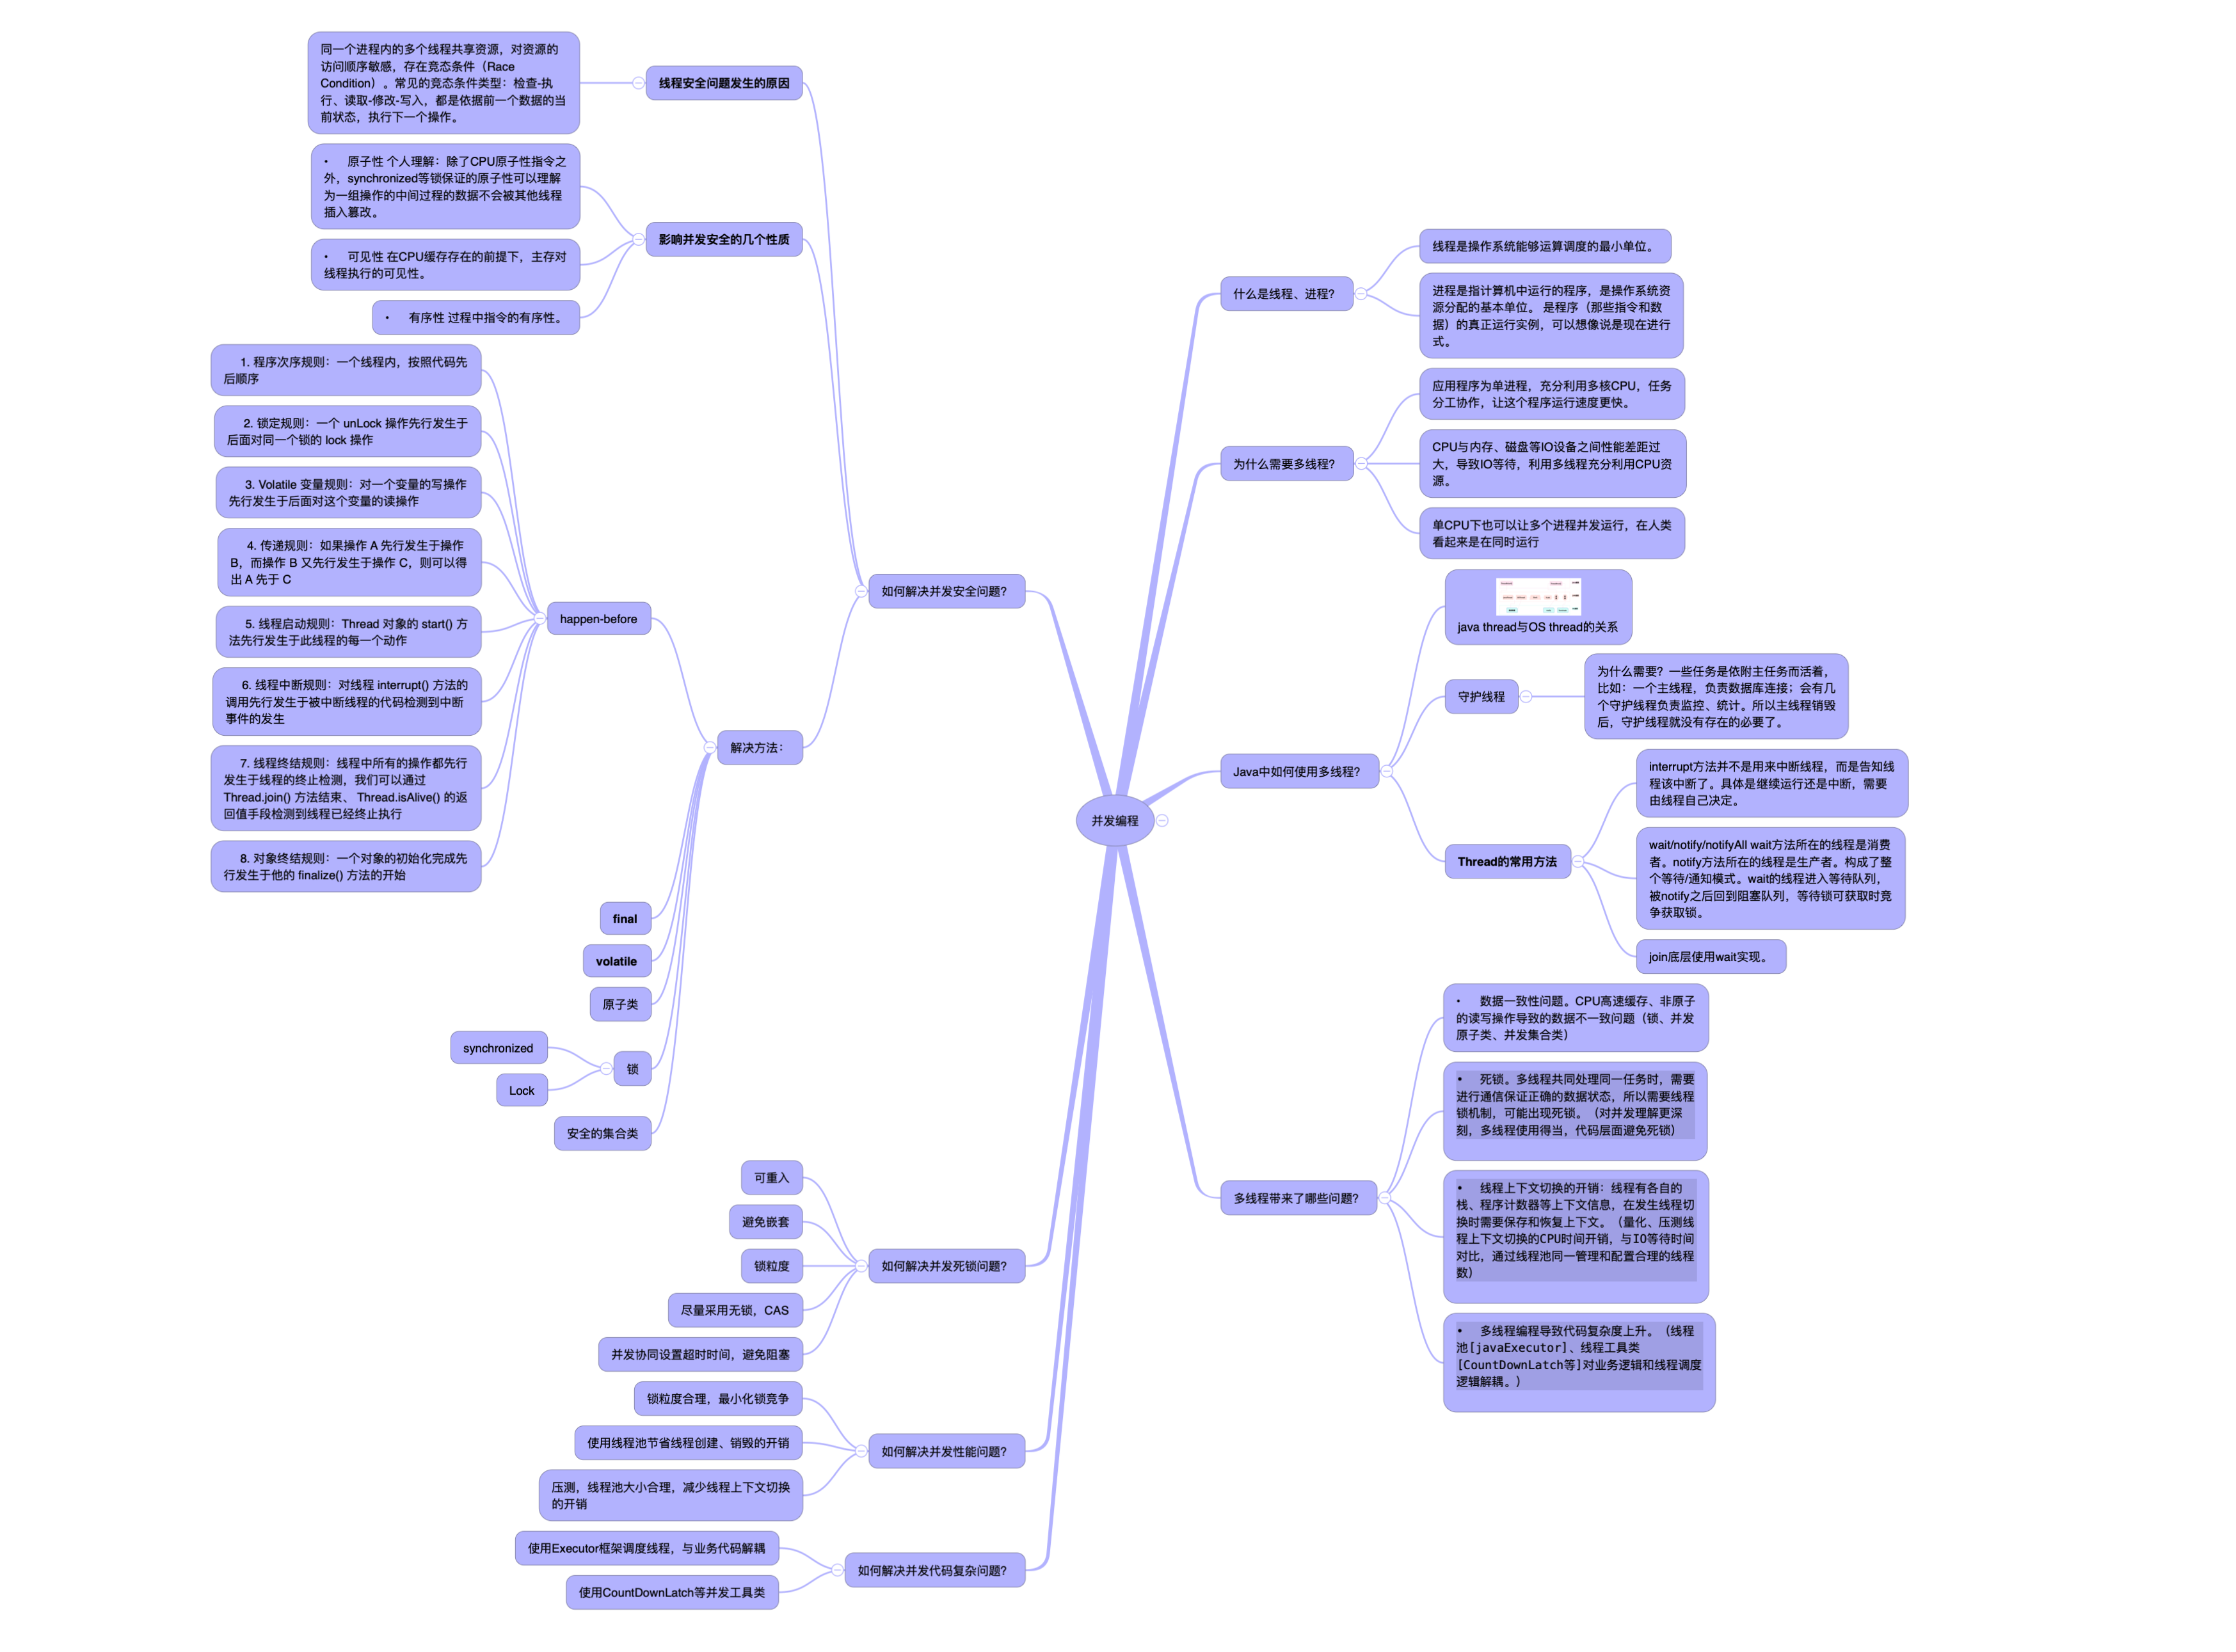 并发编程
什么是线程、进程?
线程是操作系统能够运算调度的最小单位。
进程是指计算机中运行的程序，是操作系统资
源分配的基本单位。 是程序（那些指令和数
据）的真正运行实例，可以想像说是现在进行
式。
为什么需要多线程?
应用程序为单进程，充分利用多核CPU，任务
分工协作，让这个程序运行速度更快。
CPU与内存、磁盘等IO设备之间性能差距过
大，导致IO等待，利用多线程充分利用CPU资
源。
单CPU下也可以让多个进程并发运行，在人类
看起来是在同时运行
Java中如何使用多线程?
java thread与OS thread的关系
守护线程
为什么需要? 一些任务是依附主任务而活着，
比如：一个主线程，负责数据库连接；会有几
个守护线程负责监控、统计。所以主线程销毁
后，守护线程就没有存在的必要了。
Thread的常用方法
interrupt方法并不是用来中断线程，而是告知线
程该中断了。具体是继续运行还是中断，需要
由线程自己决定。
wait/notify/notifyAll wait方法所在的线程是消费
者。notify方法所在的线程是生产者。构成了整
个等待/通知模式。wait的线程进入等待队列，
被notify之后回到阻塞队列，等待锁可获取时竞
争获取锁。
join底层使用wait实现。
多线程带来了哪些问题?
• 数据一致性问题。CPU高速缓存、非原子
的读写操作导致的数据不一致问题（锁、并发
原子类、并发集合类）
• 死锁。多线程共同处理同一任务时，需要
进行通信保证正确的数据状态，所以需要线程
锁机制，可能出现死锁。（对并发理解更深
刻，多线程使用得当，代码层面避免死锁）
• 线程上下文切换的开销：线程有各自的
栈、程序计数器等上下文信息，在发生线程切
换时需要保存和恢复上下文。（量化、压测线
程上下文切换的CPU时间开销，与IO等待时间
对比，通过线程池同一管理和配置合理的线程
数）
• 多线程编程导致代码复杂度上升。（线程
池[javaExecutor]、线程工具类
[CountDownLatch等]对业务逻辑和线程调度
逻辑解耦。）
如何解决并发安全问题?
线程安全问题发生的原因
同一个进程内的多个线程共享资源，对资源的
访问顺序敏感，存在竞态条件（Race
Condition）。常见的竞态条件类型：检查-执
行、读取-修改-写入，都是依据前一个数据的当
前状态，执行下一个操作。
影响并发安全的几个性质
• 原子性 个人理解：除了CPU原子性指令之
外，synchronized等锁保证的原子性可以理解
为一组操作的中间过程的数据不会被其他线程
插入篡改。
• 可见性 在CPU缓存存在的前提下，主存对
线程执行的可见性。
• 有序性 过程中指令的有序性。
解决方法：
happen-before
1. 程序次序规则：一个线程内，按照代码先
后顺序
2. 锁定规则：一个 unLock 操作先行发生于
后面对同一个锁的 lock 操作
3. Volatile 变量规则：对一个变量的写操作
先行发生于后面对这个变量的读操作
4. 传递规则：如果操作 A 先行发生于操作
B，而操作 B 又先行发生于操作 C，则可以得
出 A 先于 C
5. 线程启动规则：Thread 对象的 start() 方
法先行发生于此线程的每一个动作
6. 线程中断规则：对线程 interrupt() 方法的
调用先行发生于被中断线程的代码检测到中断
事件的发生
7. 线程终结规则：线程中所有的操作都先行
发生于线程的终止检测，我们可以通过
Thread.join() 方法结束、 Thread.isAlive() 的返
回值手段检测到线程已经终止执行
8. 对象终结规则：一个对象的初始化完成先
行发生于他的 finalize() 方法的开始
final
volatile
原子类
锁
synchronized
Lock
安全的集合类
如何解决并发死锁问题?
可重入
避免嵌套
锁粒度
尽量采用无锁，CAS
并发协同设置超时时间，避免阻塞
如何解决并发性能问题?
锁粒度合理，最小化锁竞争
使用线程池节省线程创建、销毁的开销
压测，线程池大小合理，减少线程上下文切换
的开销
如何解决并发代码复杂问题?
使用Executor框架调度线程，与业务代码解耦
使用CountDownLatch等并发工具类